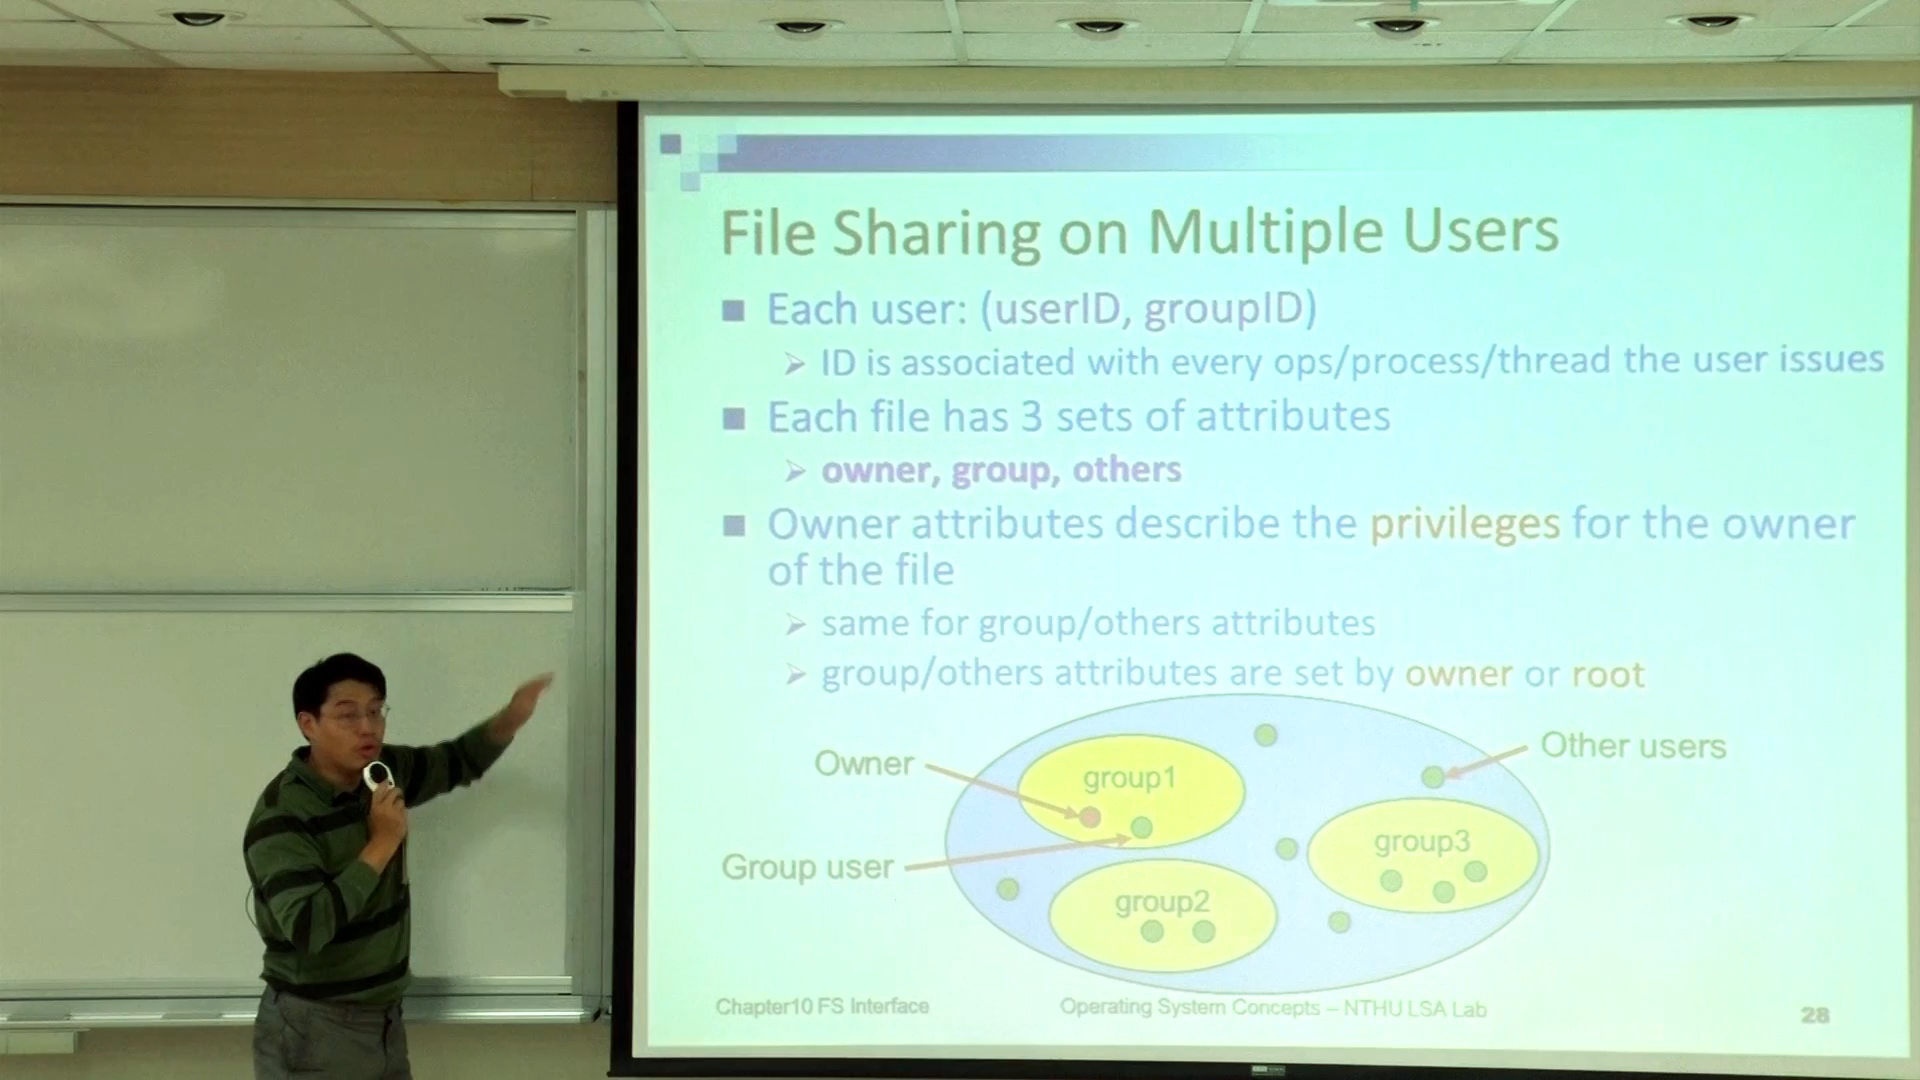 File Sharing on Multiple Users
Each user: (userID, groupID)
ID is associated with every ops/process/thread the user issues
Each file has 3 sets of attributes
owner, group, others
Owner attributes describe the privileges for the owner
of the file
same for group/others attributes
group/others attributes are set by owner or root
Other users
Owner
group1
group3
Group user
group2
Chapter10 FS Interface
Operating System Concepts – NTHU LSA Lab
28